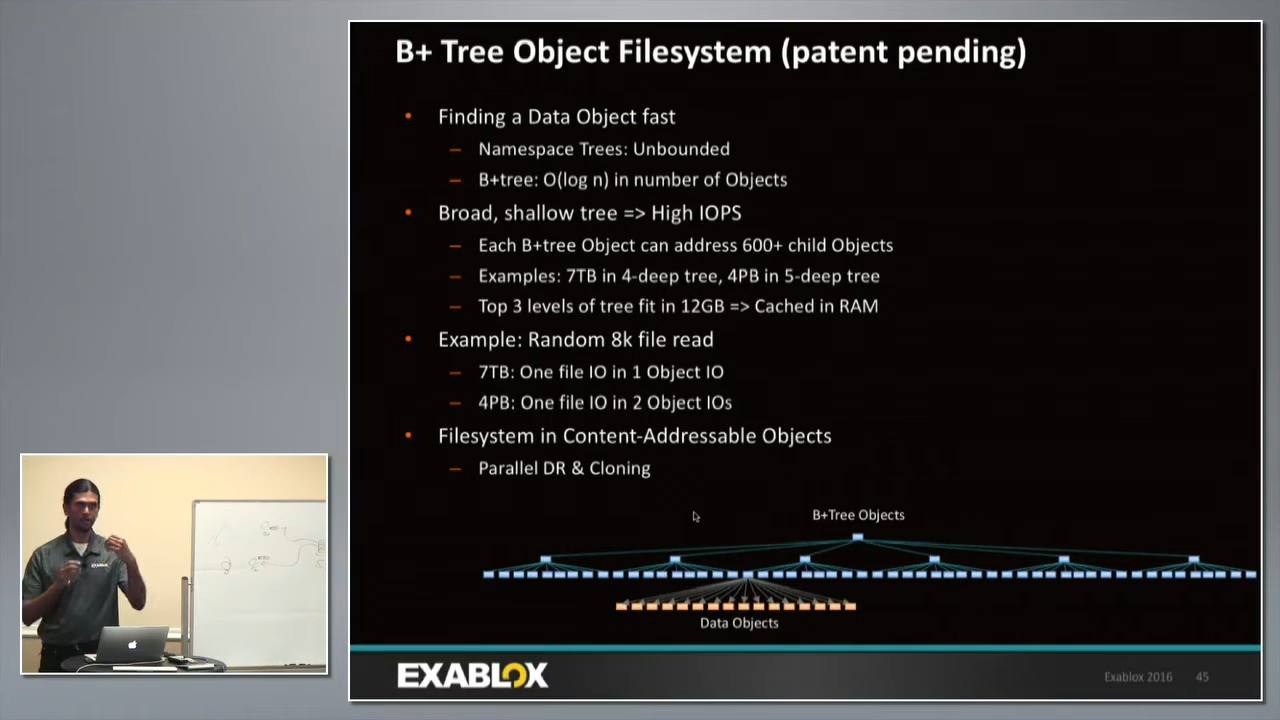 B+ Tree Object Filesystem (patent pending)
• Finding a Data Object fast
– Namespace Trees: Unbounded
– B+tree: O(log n) in number of Objects
• Broad, shallow tree => High IOPS
– Each B+tree Object can address 600+ child Objects
– Examples: 7TB in 4-deep tree, 4PB in 5-deep tree
– Top 3 levels of tree fit in 12GB => Cached in RAM
• Example: Random 8k file read
– 7TB: One file IO in 1 Object IO
– 4PB: One file IO in 2 Object IOs
• Filesystem in Content-Addressable Objects
– Parallel DR & Cloning
B+Tree Objects
Data Objects
EXABLOX
Exablox 2016 45